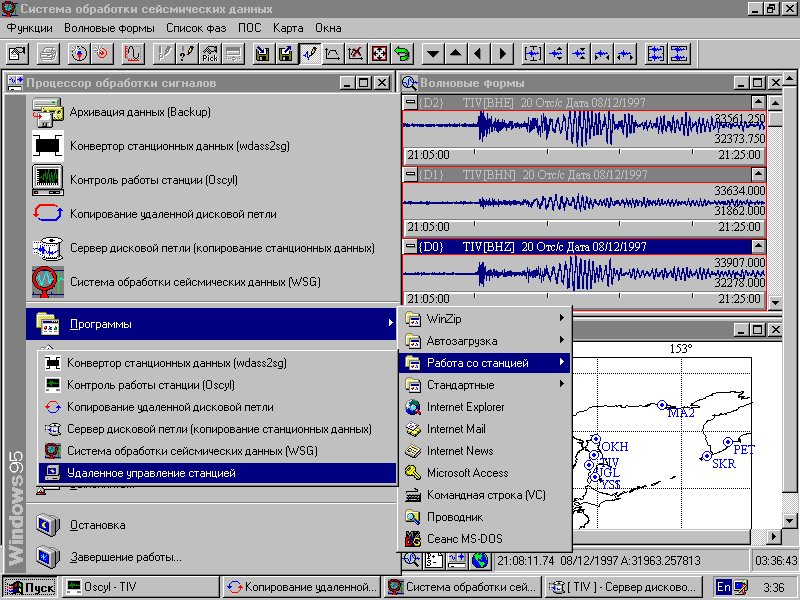 Система обработки сейсмических данных
Функции Волновые формы Список фаз ПОС Карта Окна
Pick
Процессор обработки сигналов
Волновые формы
Архивация данных (Backup)
Конвертор станционных данных (wdass2sg)
Контроль работы станции (Oscyl)
Копирование удаленной дисковой петли
Сервер дисковой петли (копирование станционных данных)
Система обработки сейсмических данных (WSG)
{D2} TIV[BHE] 20 Отс/с Дата 08/12/1997
33561.250
32373.750
21:05:00 21:25:00
{D1} TIV[BHN] 20 Отс/с Дата 08/12/1997
33634.000
31862.000
21:05:00 21:25:00
{D0} TIV[BHZ] 20 Отс/с Дата 08/12/1997
33907.000
32278.000
21:05:00 21:25:00
Программы
WinZip
Автозагрузка
Работа со станцией
Стандартные
Internet Explorer
Internet Mail
Internet News
Microsoft Access
Командная строка (VC)
Проводник
Сеанс MS-DOS
Конвертор станционных данных (wdass2sg)
Контроль работы станции (Oscyl)
Копирование удаленной дисковой петли
Сервер дисковой петли (копирование станционных данных)
Система обработки сейсмических данных (WSG)
Удаленное управление станцией
Остановка
Завершение работы...
Windows95
153°
MA2
OKH
PET
TIV
SKR
NGL
YSS
21:08:11.74 08/12/1997 A:31963.257813
03:36:43
Пуск
Oscyl - TIV
Копирование удаленной...
Система обработки сей...
[ TIV ] - Сервер дисково...
En
3:36